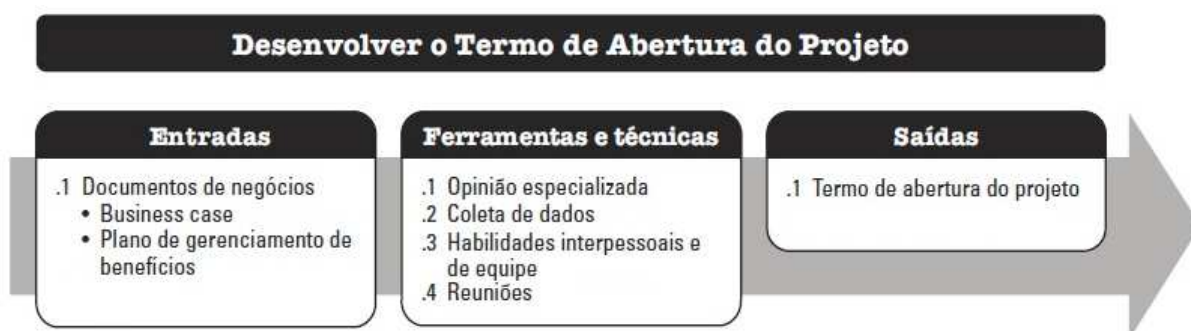 Desenvolver o Termo de Abertura do Projeto
Entradas
.1 Documentos de negócios
• Business case
• Plano de gerenciamento de
benefícios
Ferramentas e técnicas
.1 Opinião especializada
.2 Coleta de dados
.3 Habilidades interpessoais e
de equipe
.4 Reuniões
Saídas
.1 Termo de abertura do projeto